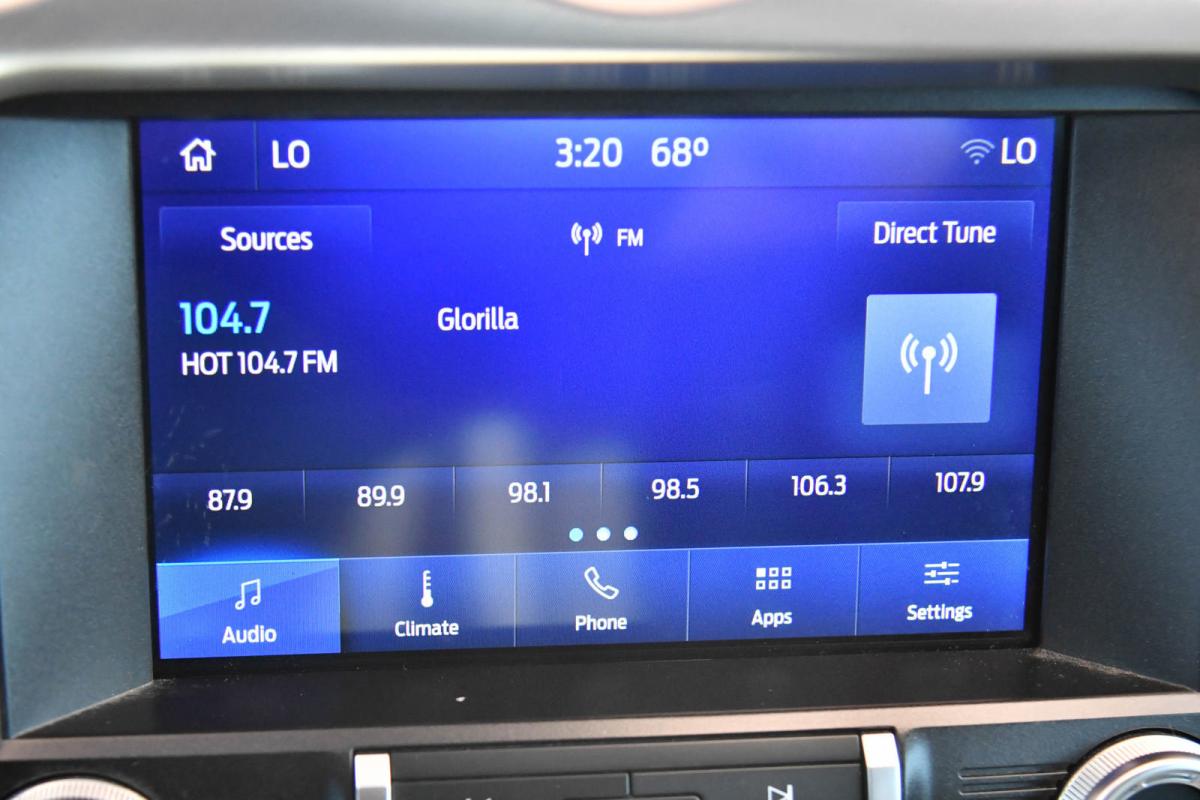 LO 3:20 68º LO
Sources FM Direct Tune
104.7 Glorilla
HOT 104.7 FM
87.9 89.9 98.1 98.5 106.3 107.9
Audio Climate Phone Apps Settings